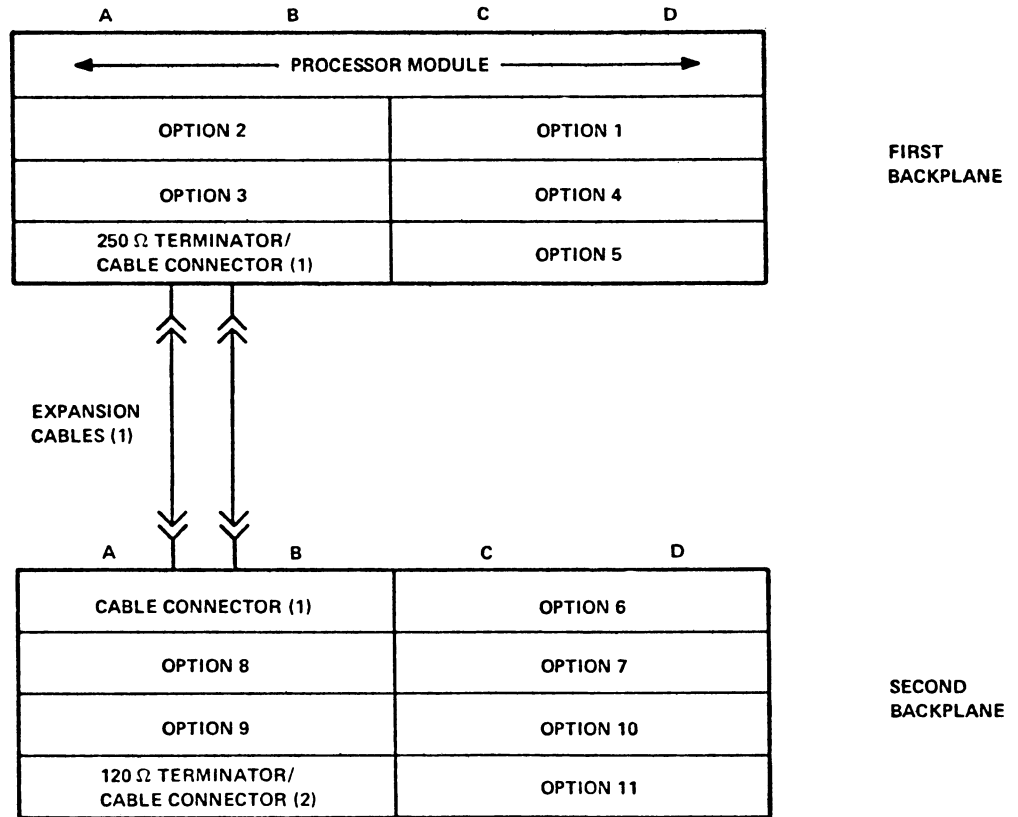 A B C D
PROCESSOR MODULE
OPTION 2 OPTION 1
FIRST
BACKPLANE
OPTION 3 OPTION 4
250 Ω TERMINATOR/
CABLE CONNECTOR (1)
OPTION 5
EXPANSION
CABLES (1)
A B C D
CABLE CONNECTOR (1) OPTION 6
OPTION 8 OPTION 7
SECOND
BACKPLANE
OPTION 9 OPTION 10
120 Ω TERMINATOR/
CABLE CONNECTOR (2)
OPTION 11